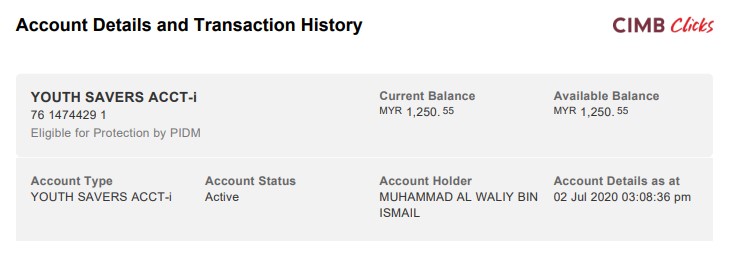 Account Details and Transaction History
CIMB Clicks
YOUTH SAVERS ACCT-i
76 1474429 1
Eligible for Protection by PIDM
Current Balance
MYR 1,250. 55
Available Balance
MYR 1,250. 55
Account Type
YOUTH SAVERS ACCT-i
Account Status
Active
Account Holder
MUHAMMAD AL WALIY BIN
ISMAIL
Account Details as at
02 Jul 2020 03:08:36 pm